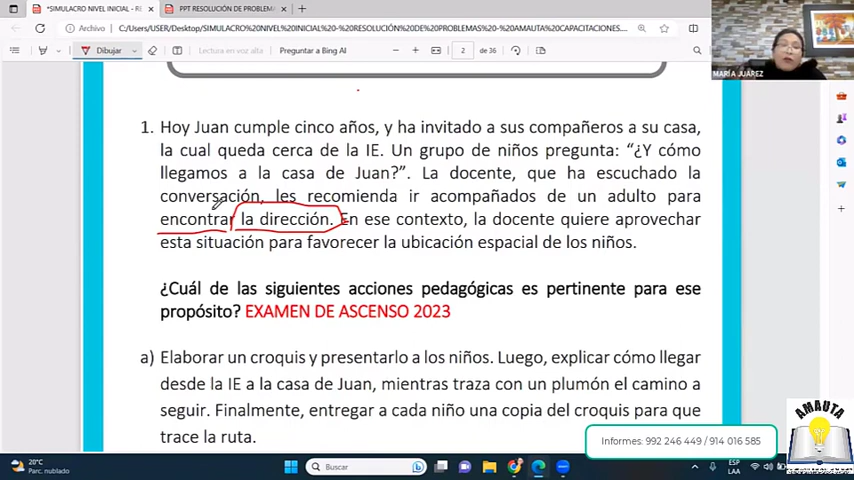 *SIMULACRO NIVEL INICIAL - RE
PPT RESOLUCIÓN DE PROBLEMA
Archivo
C:/Users/USER/Desktop/SIMULACRO%20NIVEL%20INICIAL%20-%20RESOLUCIÓN%20DE%20PROBLEMAS%20-%20AMAUTA%20CAPACITACIONES...
Dibujar
Lectura en voz alta
Preguntar a Bing AI
2
de 36
MARÍA JUÁREZ
1. Hoy Juan cumple cinco años, y ha invitado a sus compañeros a su casa,
la cual queda cerca de la IE. Un grupo de niños pregunta: “¿Y cómo
llegamos a la casa de Juan?”. La docente, que ha escuchado la
conversación, les recomienda ir acompañados de un adulto para
encontrar la dirección. En ese contexto, la docente quiere aprovechar
esta situación para favorecer la ubicación espacial de los niños.
¿Cuál de las siguientes acciones pedagógicas es pertinente para ese
propósito? EXAMEN DE ASCENSO 2023
a) Elaborar un croquis y presentarlo a los niños. Luego, explicar cómo llegar
desde la IE a la casa de Juan, mientras traza con un plumón el camino a
seguir. Finalmente, entregar a cada niño una copia del croquis para que
trace la ruta.
Informes: 992 246 449 / 914 016 585
AMAUTA
20°C
Parc. nublado
Buscar
ESP
LAA